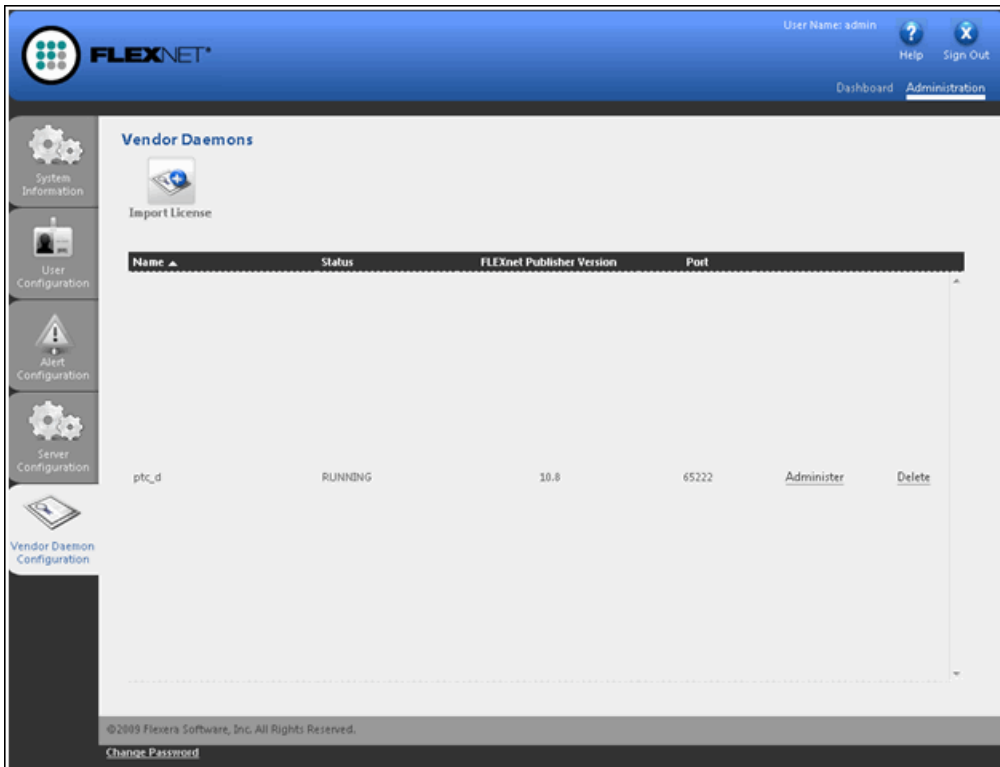 User Name: admin
FLEXNET*
Help
Sign Out
Dashboard
Administration
System
Information
User
Configuration
Alert
Configuration
Server
Configuration
Vendor Daemon
Configuration
Vendor Daemons
Import License
Name Status FLEXnet Publisher Version Port
ptc_d RUNNING 10.8 65222 Administer Delete
©2009 Flexera Software, Inc. All Rights Reserved.
Change Password